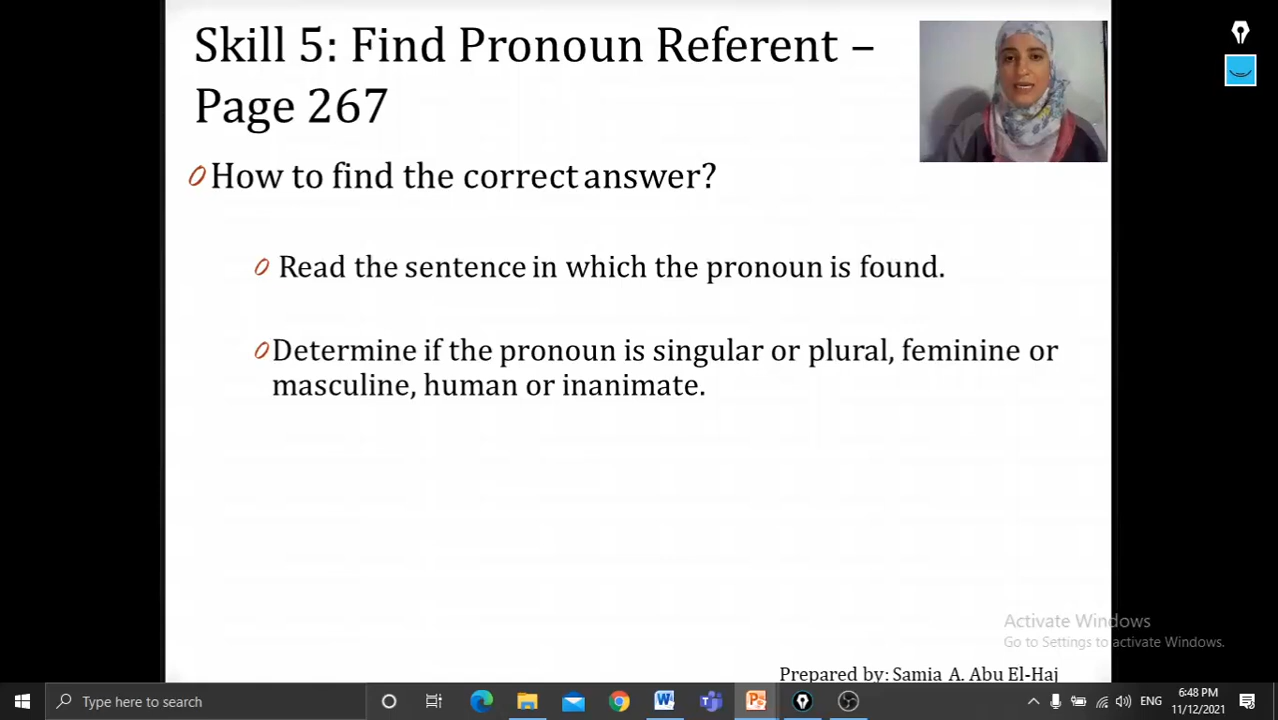 Skill 5: Find Pronoun Referent –
Page 267
How to find the correct answer?
Read the sentence in which the pronoun is found.
Determine if the pronoun is singular or plural, feminine or
masculine, human or inanimate.
Activate Windows
Go to Settings to activate Windows.
Prepared by: Samia A. Abu El-Haj
Type here to search
ENG
6:48 PM
11/12/2021